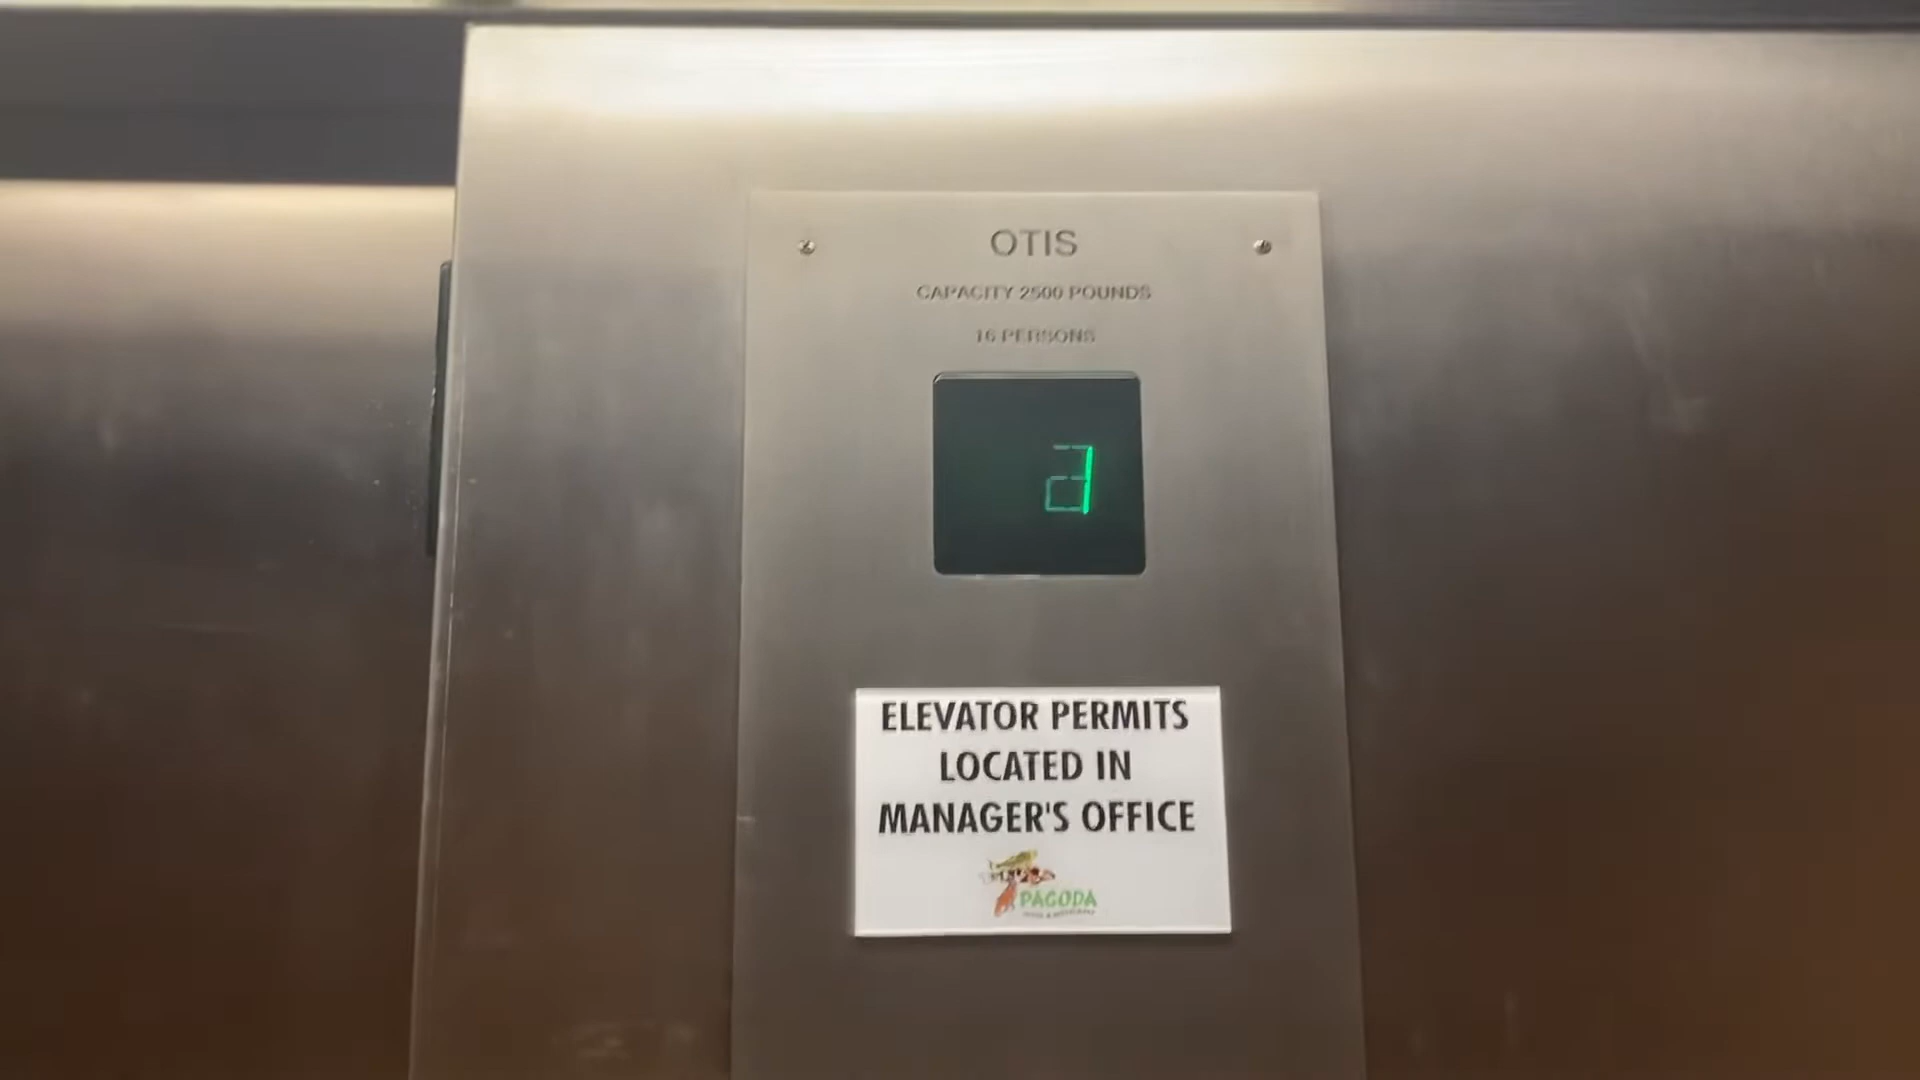 OTIS
CAPACITY 2500 POUNDS
16 PERSONS
ELEVATOR PERMITS
LOCATED IN
MANAGER'S OFFICE
PAGODA